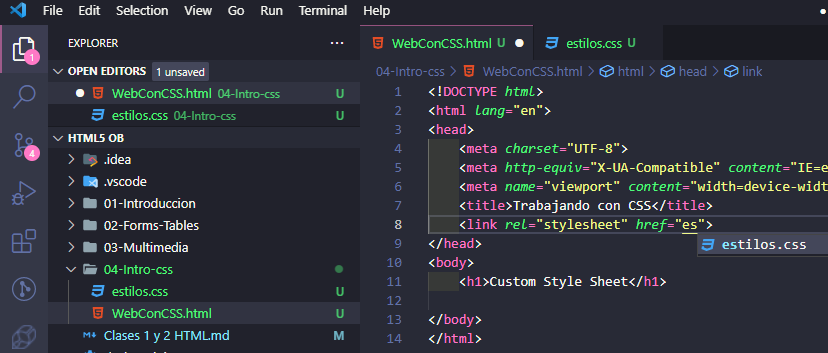 File Edit Selection View Go Run Terminal Help
EXPLORER ...
OPEN EDITORS 1 unsaved
WebConCSS.html 04-Intro-css U
estilos.css 04-Intro-css U
HTML5 OB
.idea
.vscode
01-Introduccion
02-Forms-Tables
03-Multimedia
04-Intro-css
estilos.css U
WebConCSS.html U
Clases 1 y 2 HTML.md M
1
4
WebConCSS.html U estilos.css U
04-Intro-css > WebConCSS.html > html > head > link
1 <!DOCTYPE html>
2 <html lang="en">
3 <head>
4 <meta charset="UTF-8">
5 <meta http-equiv="X-UA-Compatible" content="IE=e
6 <meta name="viewport" content="width=device-widt
7 <title>Trabajando con CSS</title>
8 <link rel="stylesheet" href="es">
estilos.css
9 </head>
10 <body>
11 <h1>Custom Style Sheet</h1>
12
13 </body>
14 </html>